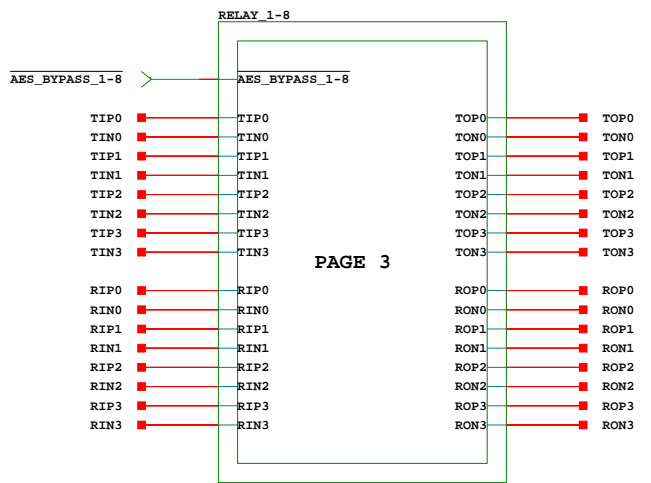 RELAY_1-8
AES_BYPASS_1-8 AES_BYPASS_1-8
TIP0 TIP0 TOP0 TOP0
TIN0 TIN0 TON0 TON0
TIP1 TIP1 TOP1 TOP1
TIN1 TIN1 TON1 TON1
TIP2 TIP2 TOP2 TOP2
TIN2 TIN2 TON2 TON2
TIP3 TIP3 TOP3 TOP3
TIN3 TIN3 TON3 TON3
PAGE 3
RIP0 RIP0 ROP0 ROP0
RIN0 RIN0 RON0 RON0
RIP1 RIP1 ROP1 ROP1
RIN1 RIN1 RON1 RON1
RIP2 RIP2 ROP2 ROP2
RIN2 RIN2 RON2 RON2
RIP3 RIP3 ROP3 ROP3
RIN3 RIN3 RON3 RON3